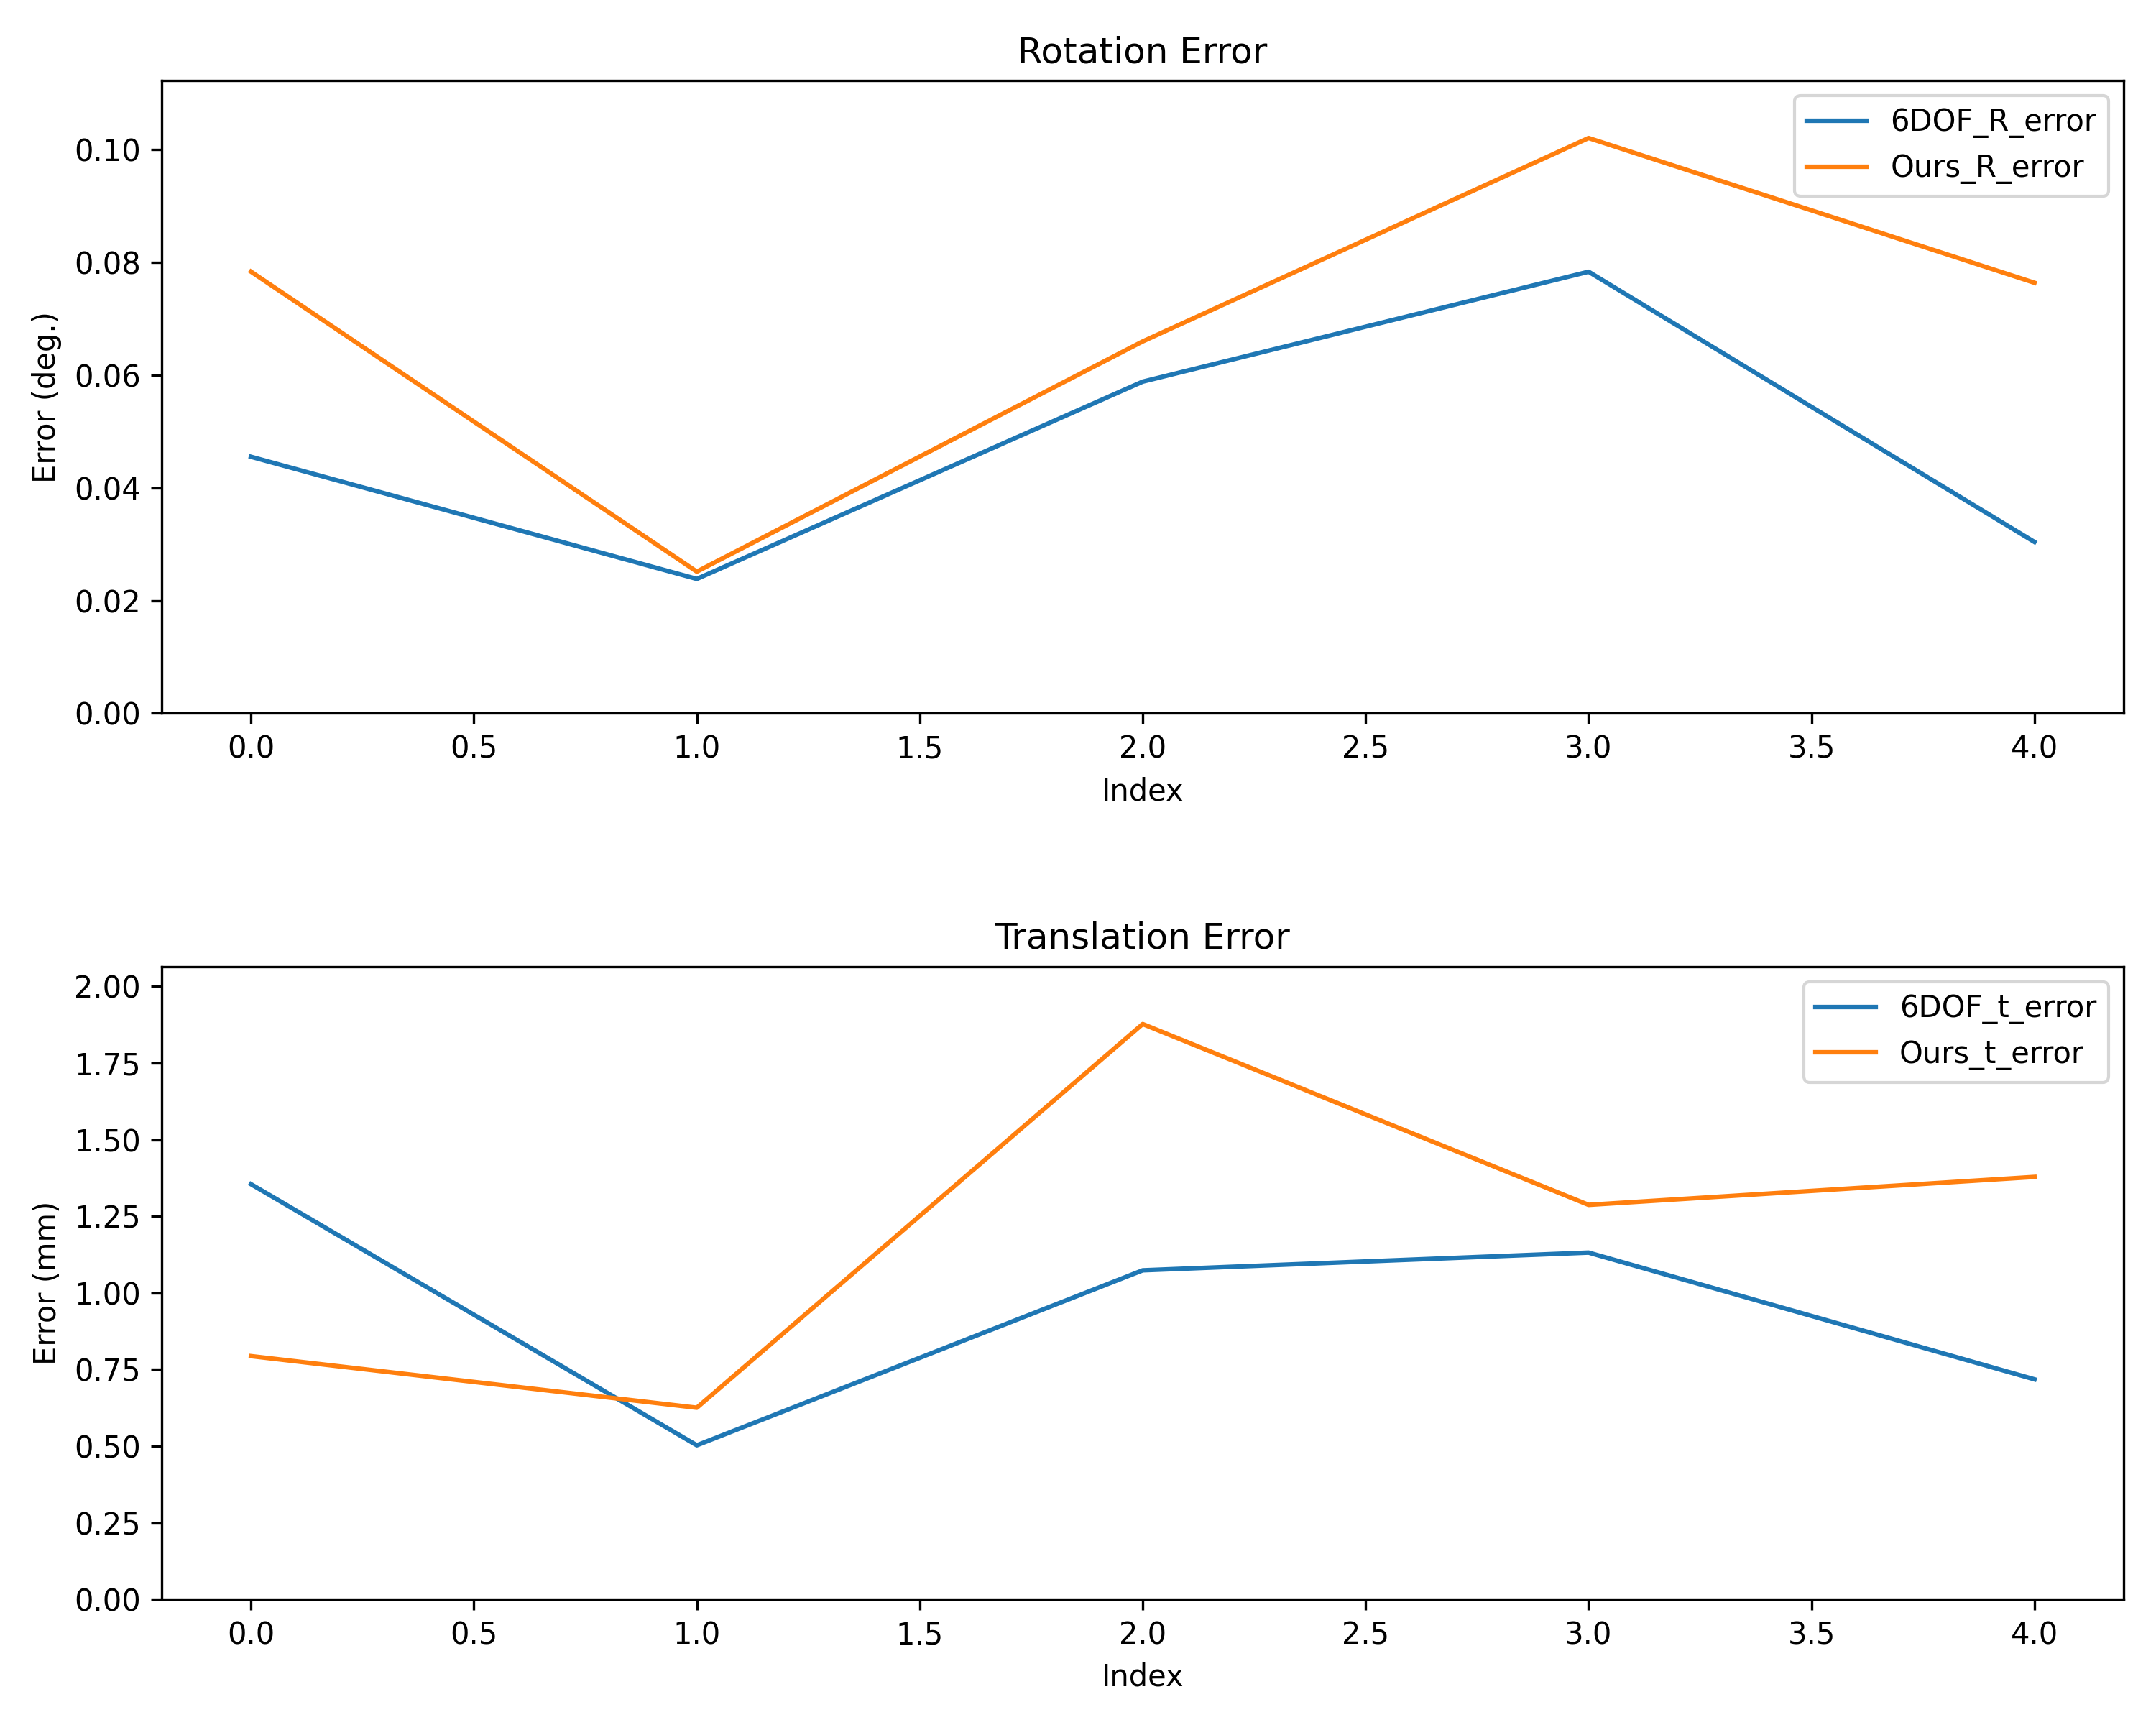 Rotation Error
6DOF_R_error
Ours_R_error
0.10
0.08
0.06
0.04
0.02
0.00
Error (deg.)
0.0 0.5 1.0 1.5 2.0 2.5 3.0 3.5 4.0
Index
Translation Error
6DOF_t_error
Ours_t_error
2.00
1.75
1.50
1.25
1.00
0.75
0.50
0.25
0.00
Error (mm)
0.0 0.5 1.0 1.5 2.0 2.5 3.0 3.5 4.0
Index